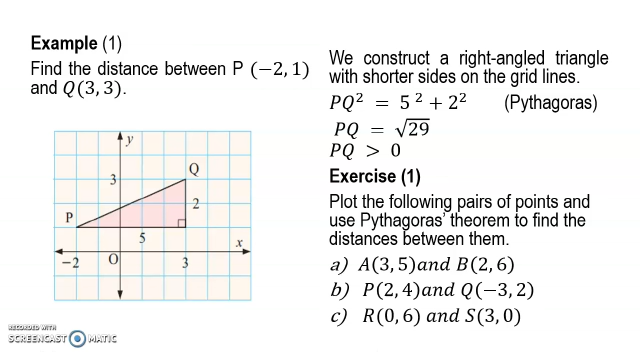 Example (1)
Find the distance between P (−2, 1)
and Q(3, 3).
y
Q
3
2
P
5
x
−2
O
3
We construct a right-angled triangle
with shorter sides on the grid lines.
PQ² = 5² + 2² (Pythagoras)
PQ = √29
PQ > 0
Exercise (1)
Plot the following pairs of points and
use Pythagoras' theorem to find the
distances between them.
a) A(3, 5)and B(2, 6)
b) P(2, 4)and Q(−3, 2)
c) R(0, 6) and S(3, 0)
RECORDED WITH
SCREENCAST MATIC